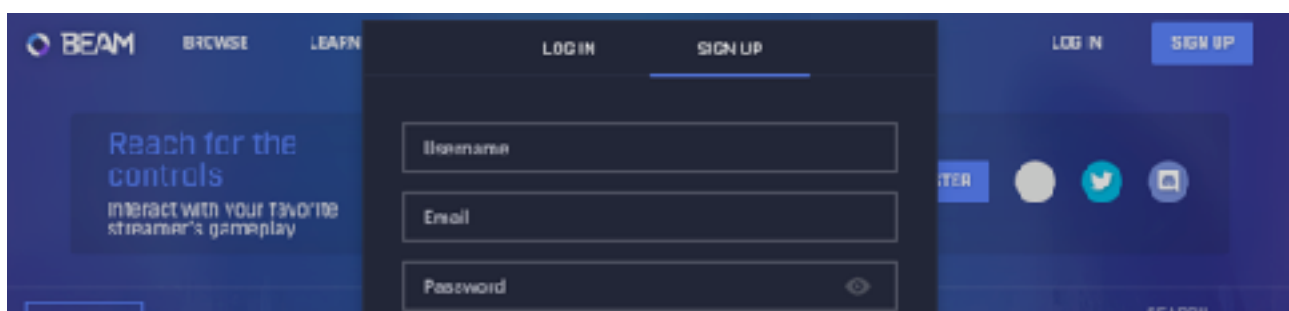 BEAM
BROWSE
LEARN
LOG IN
SIGN UP
LOG IN
SIGN UP
Reach for the
controls
Interact with your favorite
streamer's gameplay
Username
Email
Password